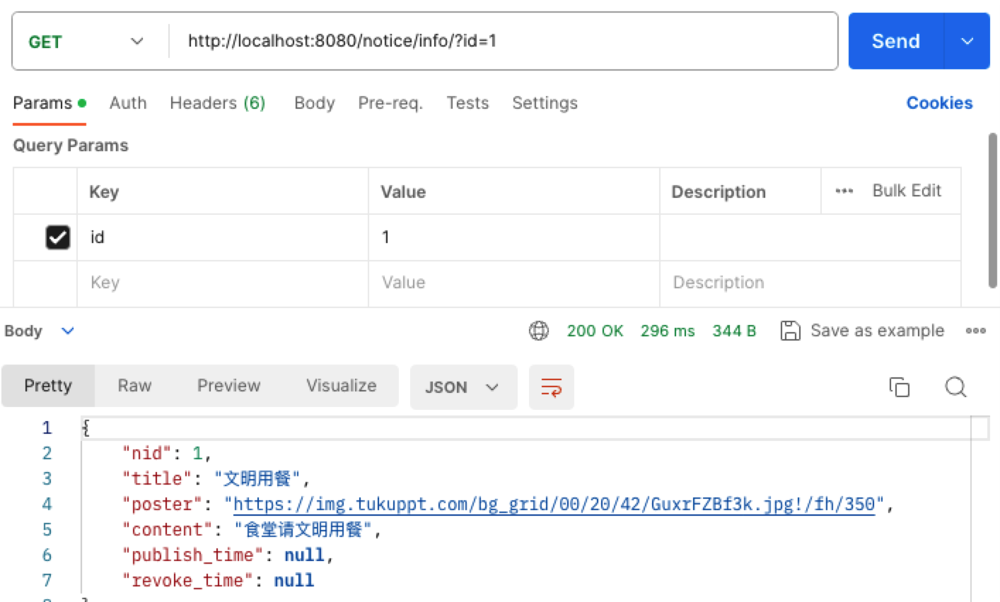 GET http://localhost:8080/notice/info/?id=1 Send
Params Auth Headers (6) Body Pre-req. Tests Settings Cookies
Query Params
Key Value Description ••• Bulk Edit
id 1
Key Value Description
Body 200 OK 296 ms 344 B Save as example
Pretty Raw Preview Visualize JSON
1 {
2 "nid": 1,
3 "title": "文明用餐",
4 "poster": "https://img.tukuppt.com/bg_grid/00/20/42/GuxrFZBf3k.jpg!/fh/350",
5 "content": "食堂请文明用餐",
6 "publish_time": null,
7 "revoke_time": null